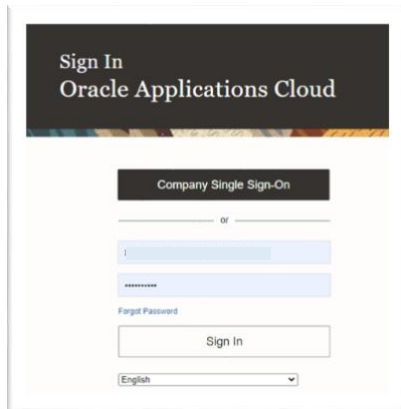 Sign In
Oracle Applications Cloud
Company Single Sign-On
or
••••••••••
Forgot Password
Sign In
English